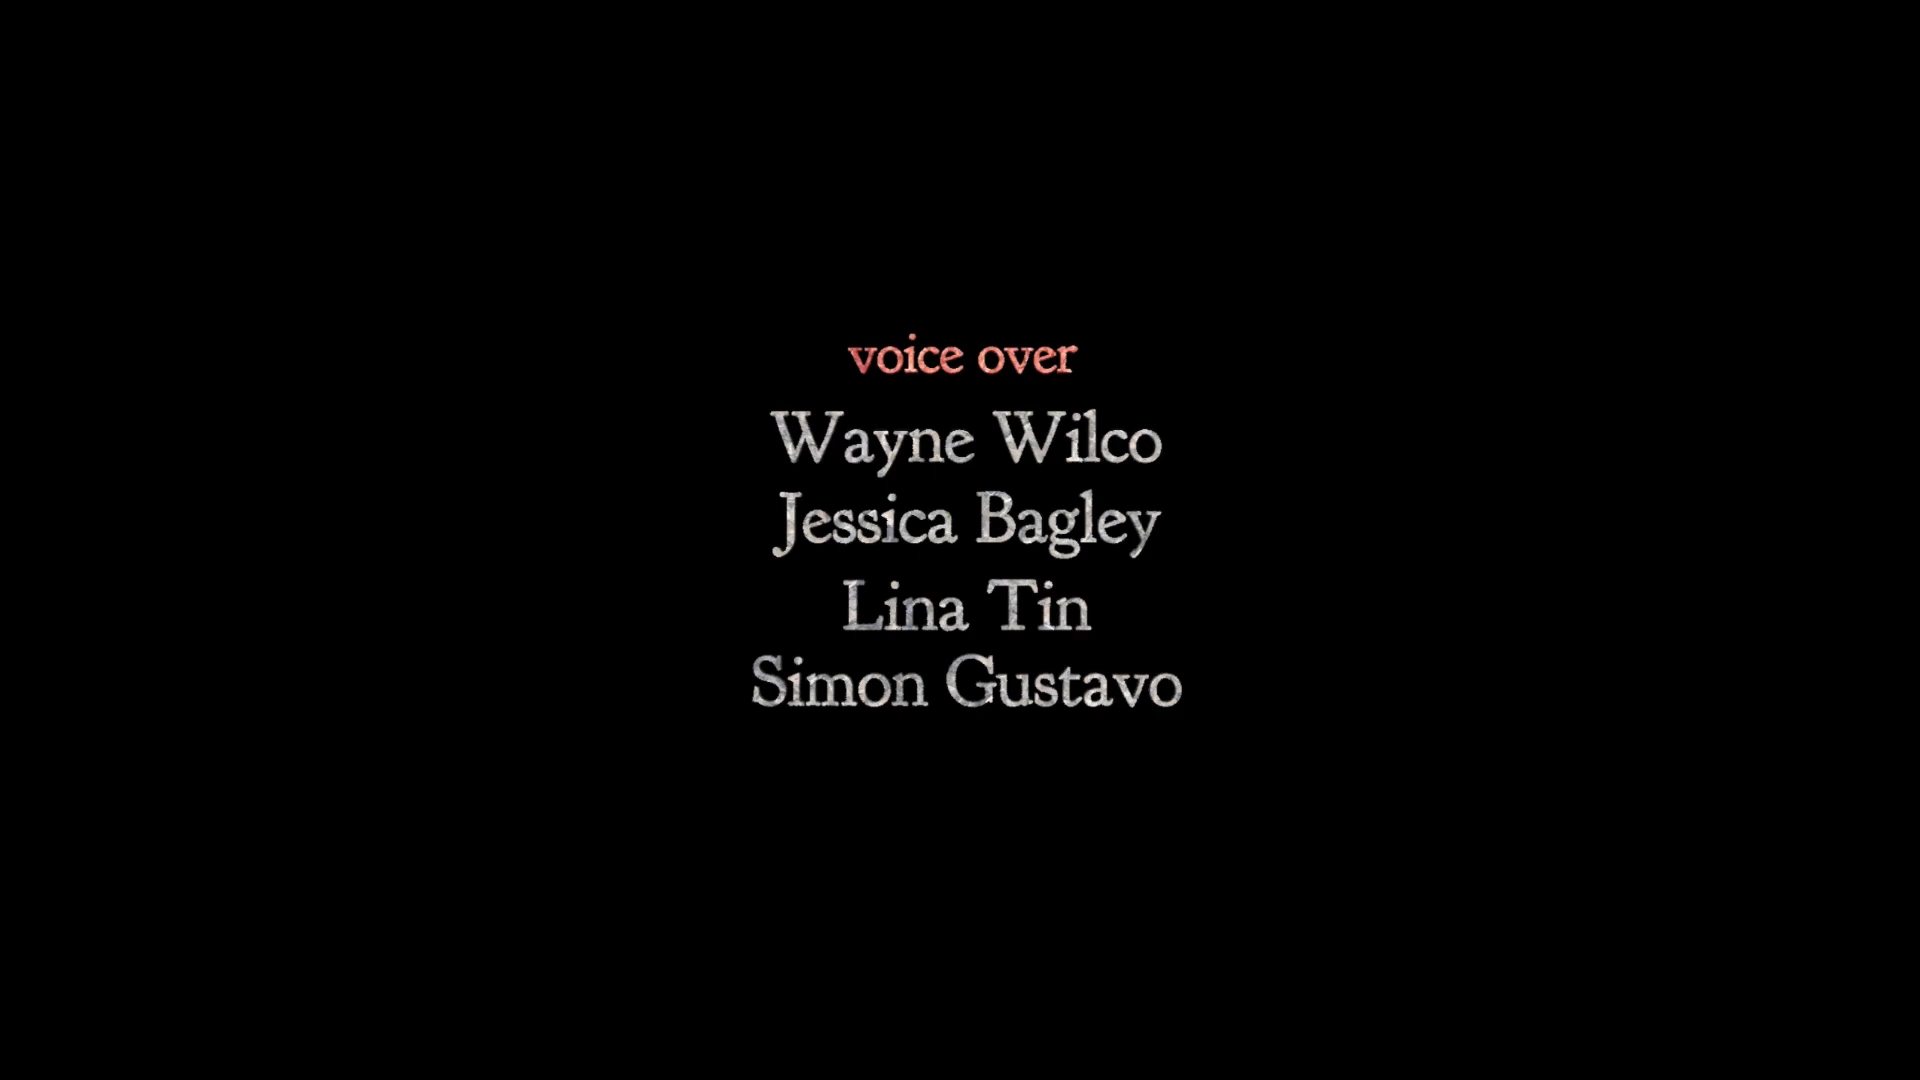 voice over
Wayne Wilco
Jessica Bagley
Lina Tin
Simon Gustavo